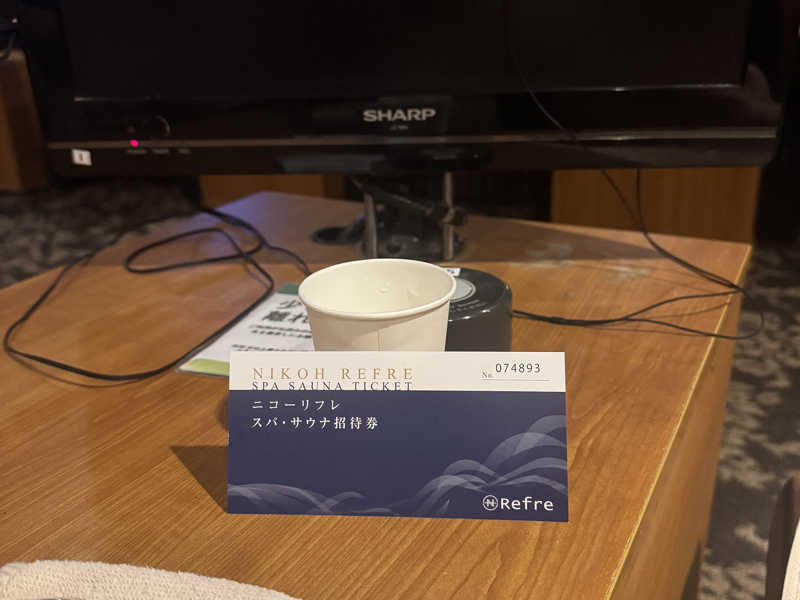 SHARP
NIKOH REFRE
No. 074893
SPA SAUNA TICKET
ニコーリフレ
スパ・サウナ招待券
Refre